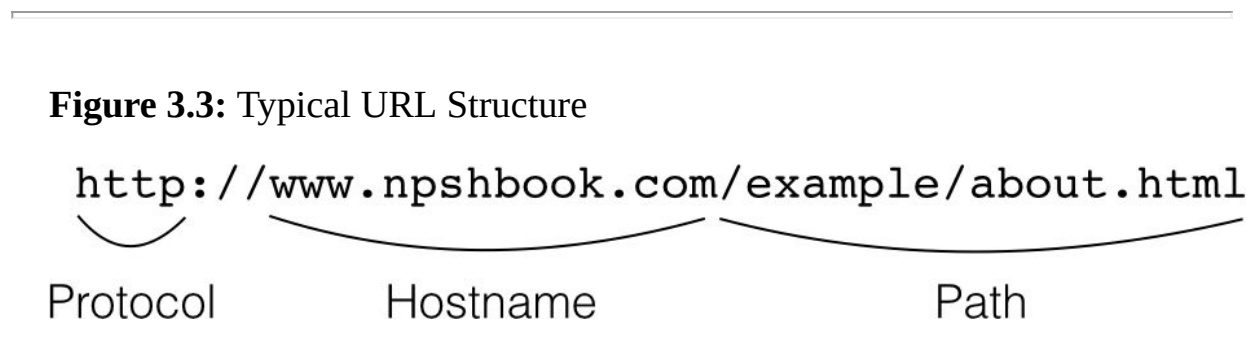 Figure 3.3: Typical URL Structure
http://www.npshbook.com/example/about.html
Protocol Hostname Path